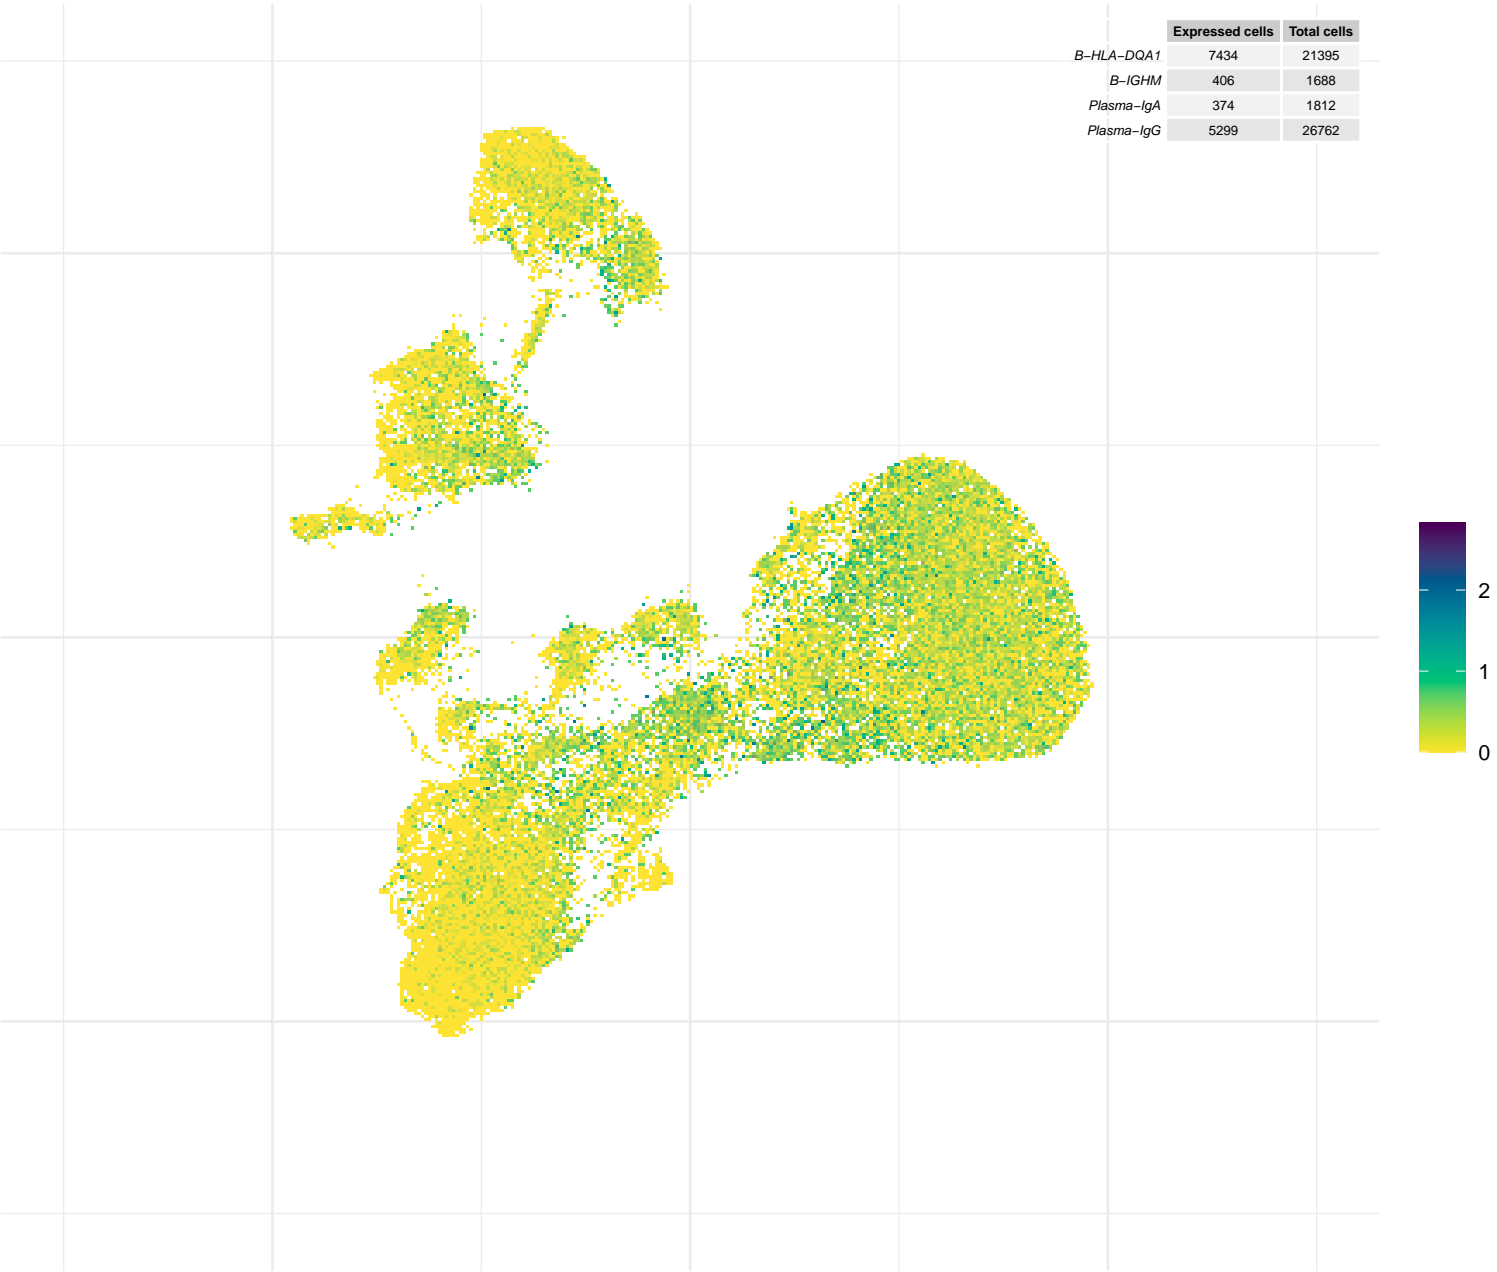 Expressed cells Total cells
B−HLA−DQA1 7434 21395
B−IGHM 406 1688
Plasma−IgA 374 1812
Plasma−IgG 5299 26762
2
1
0